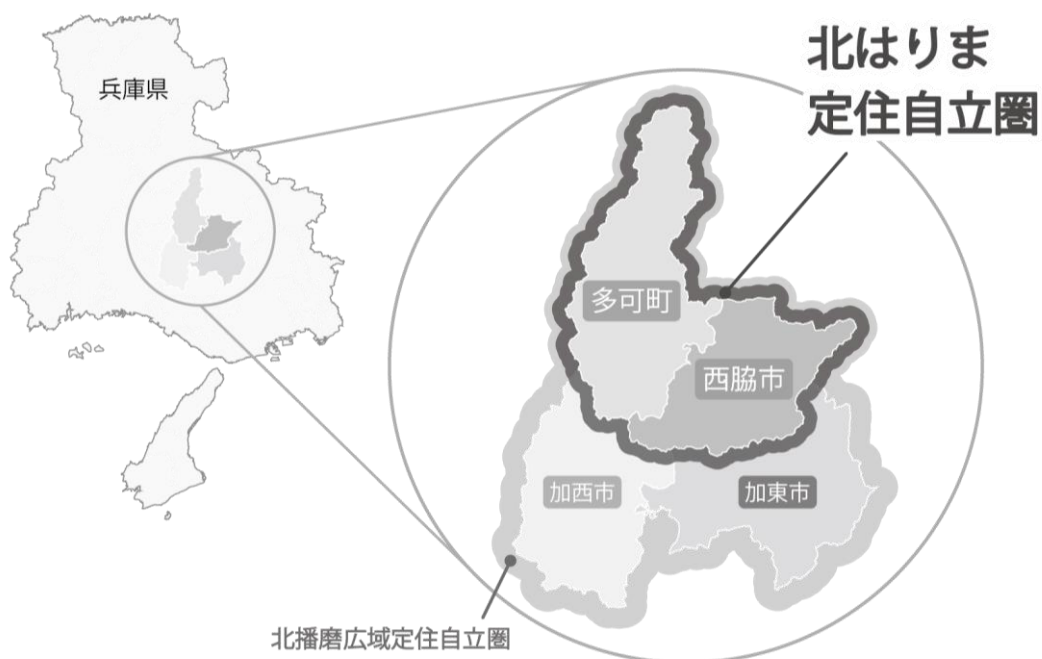 北はりま
定住自立圏
兵庫県
多可町
西脇市
加西市
加東市
北播磨広域定住自立圏